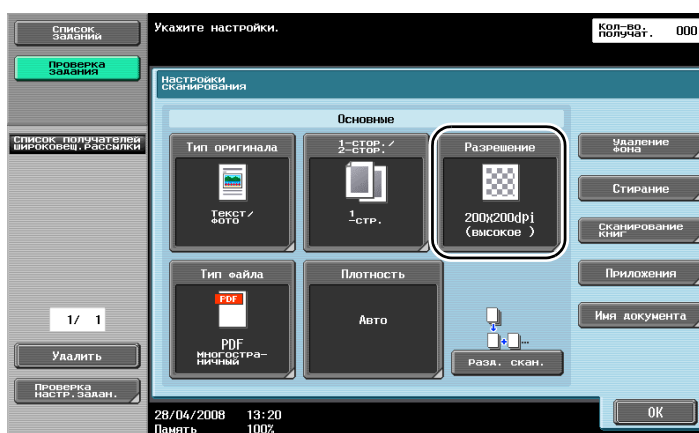 Список
заданий
Проверка
задания
Список получателей
широковещ.рассылки
1/ 1
Удалить
Проверка
настр.задан.
Укажите настройки.
Кол-во.
получат.
000
Настройки
сканирования
Основные
Тип оригинала
Текст/
фото
1-стор./
2-стор.
1
-стр.
Разрешение
200X200dpi
(высокое )
Тип файла
PDF
PDF
многостра-
ничный
Плотность
Авто
Разд. скан.
Удаление
фона
Стирание
Сканирование
книг
Приложения
Имя документа
28/04/2008 13:20
Память 100%
OK